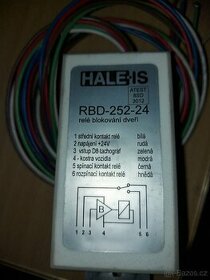 HALE-IS
ATEST
8SD
2012
RBD-252-24
relé blokování dveří
1 střední kontakt relé bílá
2 napájení +24V rudá
3 vstup D8 tachograf zelená
4 - kostra vozidla modrá
5 spínací kontakt relé černá
6 rozpínací kontakt relé hnědá
B
1 2 3 4 5 6